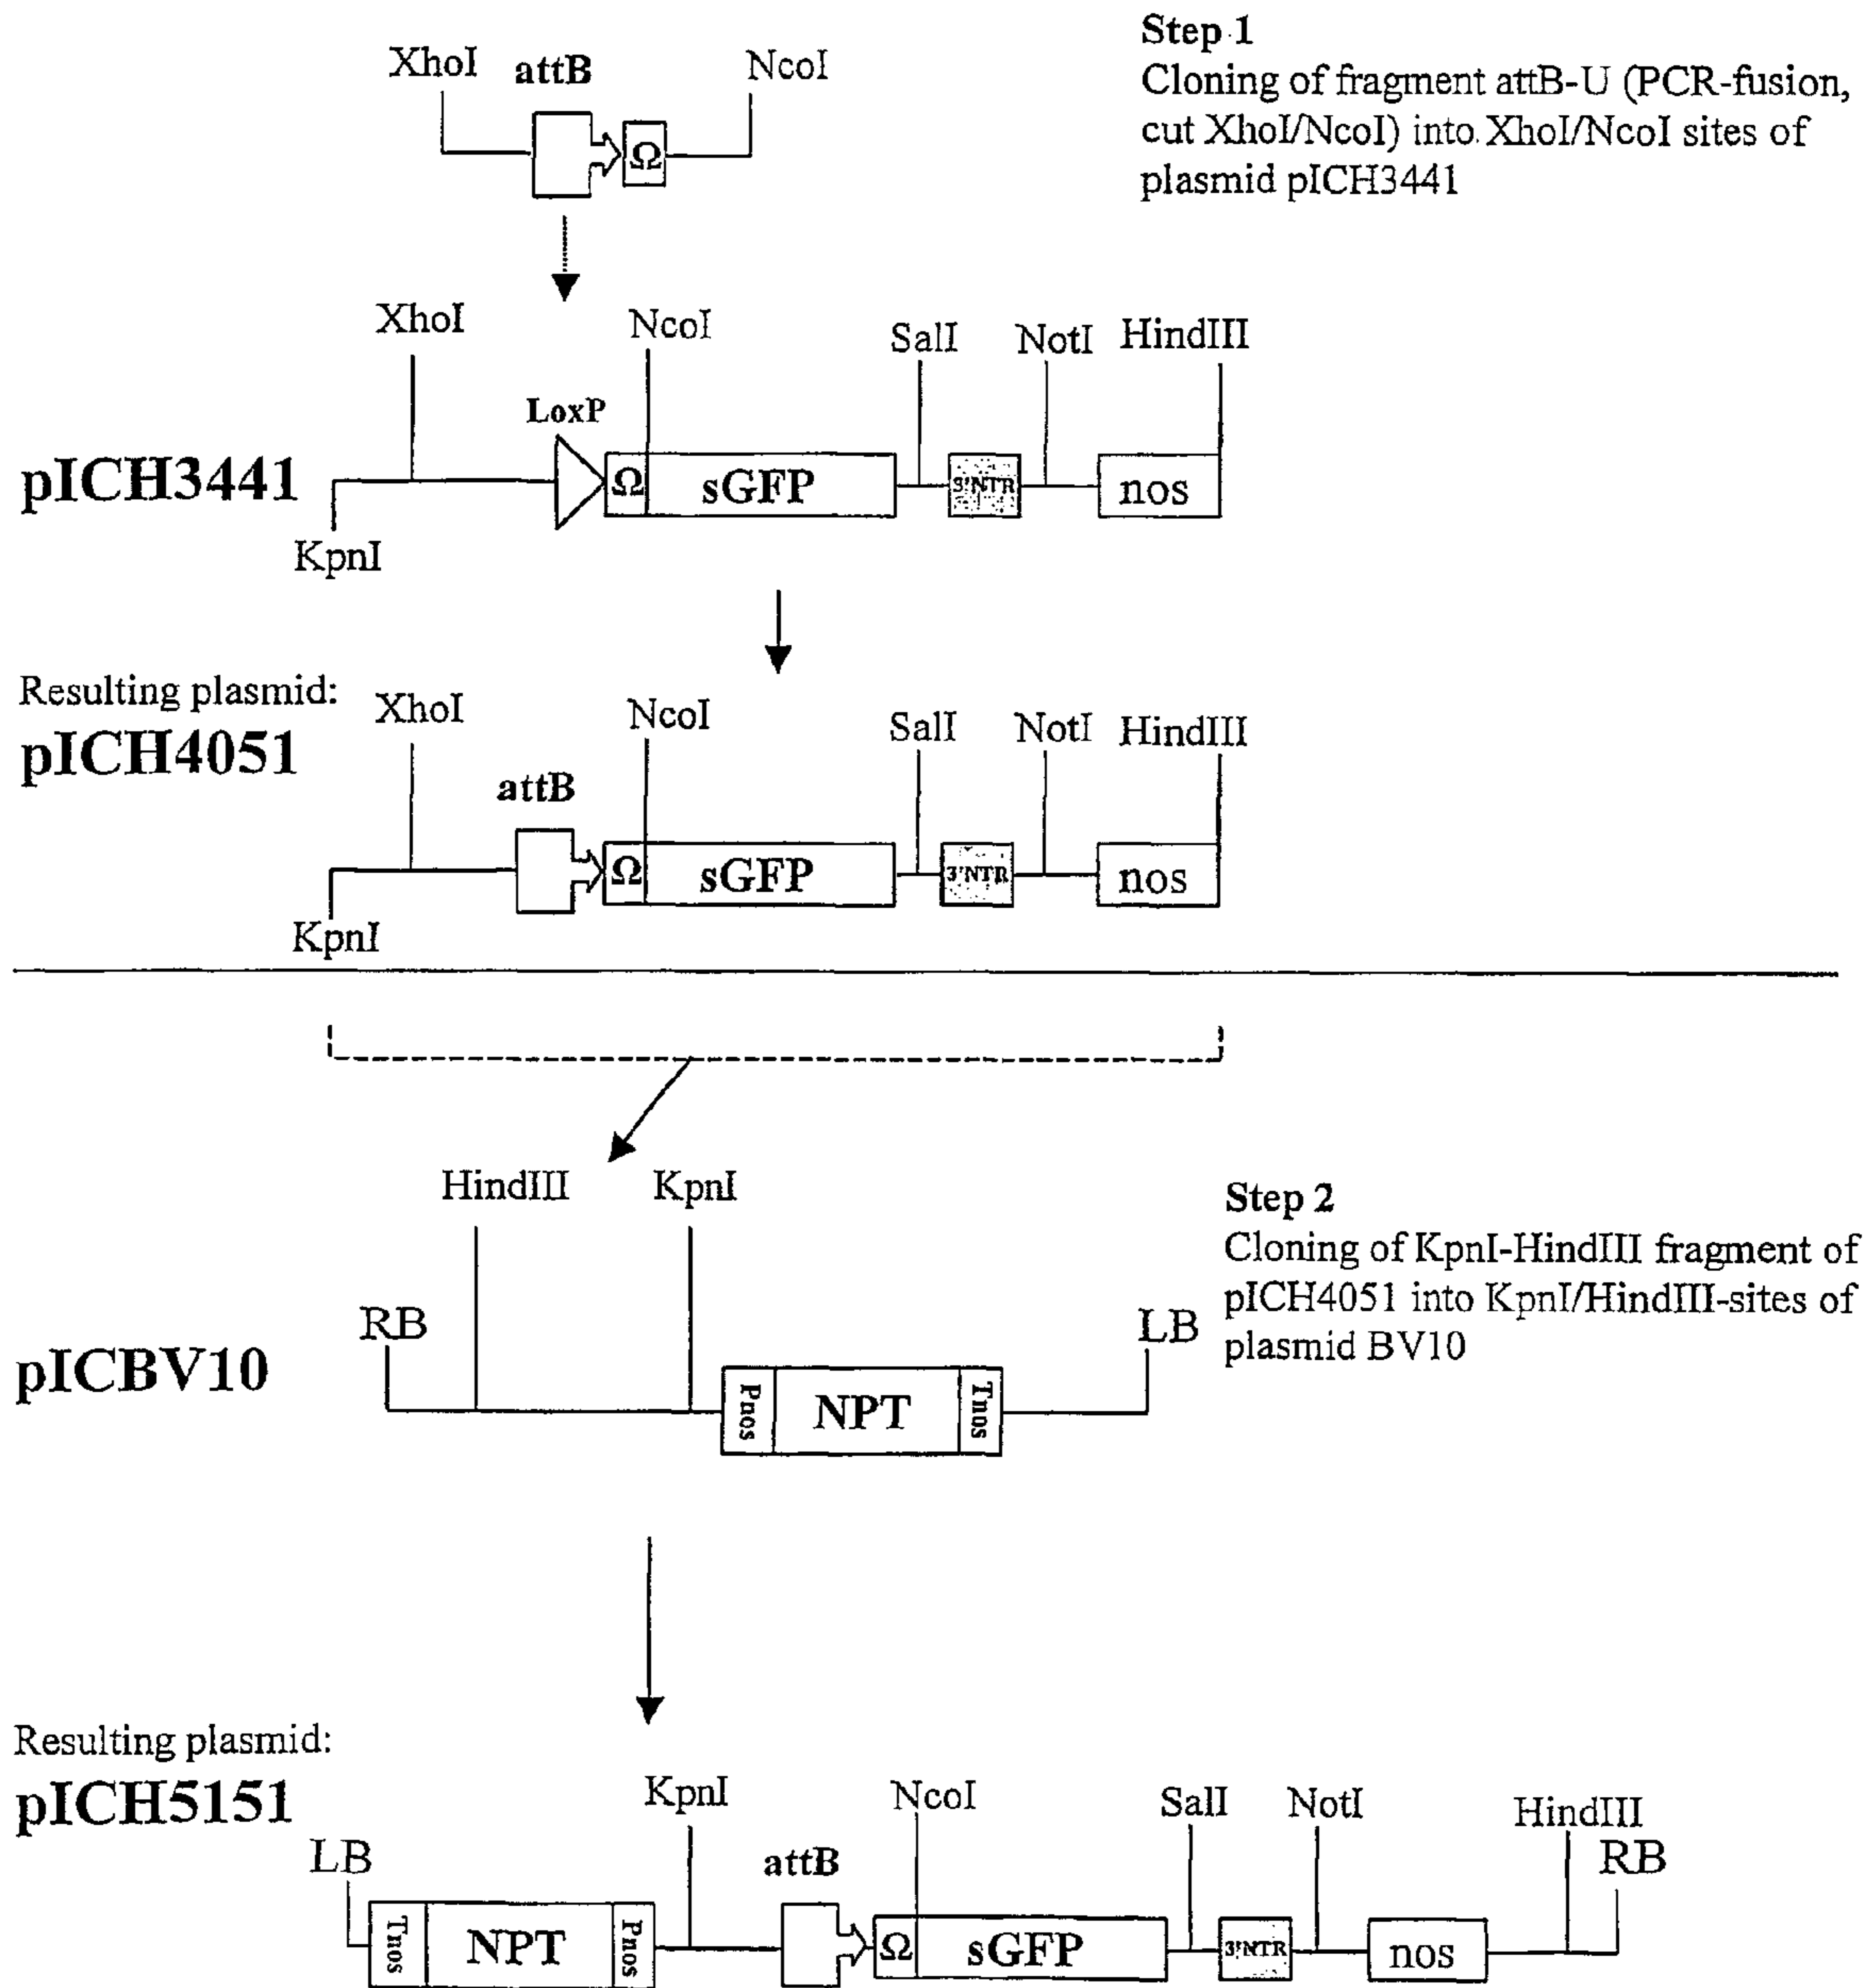 Step 1
Cloning of fragment attB-U (PCR-fusion,
cut XhoI/NcoI) into XhoI/NcoI sites of
plasmid pICH3441
XhoI attB NcoI
Ω
XhoI NcoI SalI NotI HindIII
LoxP
pICH3441
Ω sGFP 3'NTR nos
KpnI
Resulting plasmid:
pICH4051
XhoI NcoI SalI NotI HindIII
attB
Ω sGFP 3'NTR nos
KpnI
HindIII KpnI
Step 2
Cloning of KpnI-HindIII fragment of
pICH4051 into KpnI/HindIII-sites of
plasmid BV10
RB LB
pICBV10
Pnos NPT Tnos
Resulting plasmid:
pICH5151
KpnI NcoI SalI NotI HindIII
LB attB RB
Tnos NPT Pnos Ω sGFP 3'NTR nos